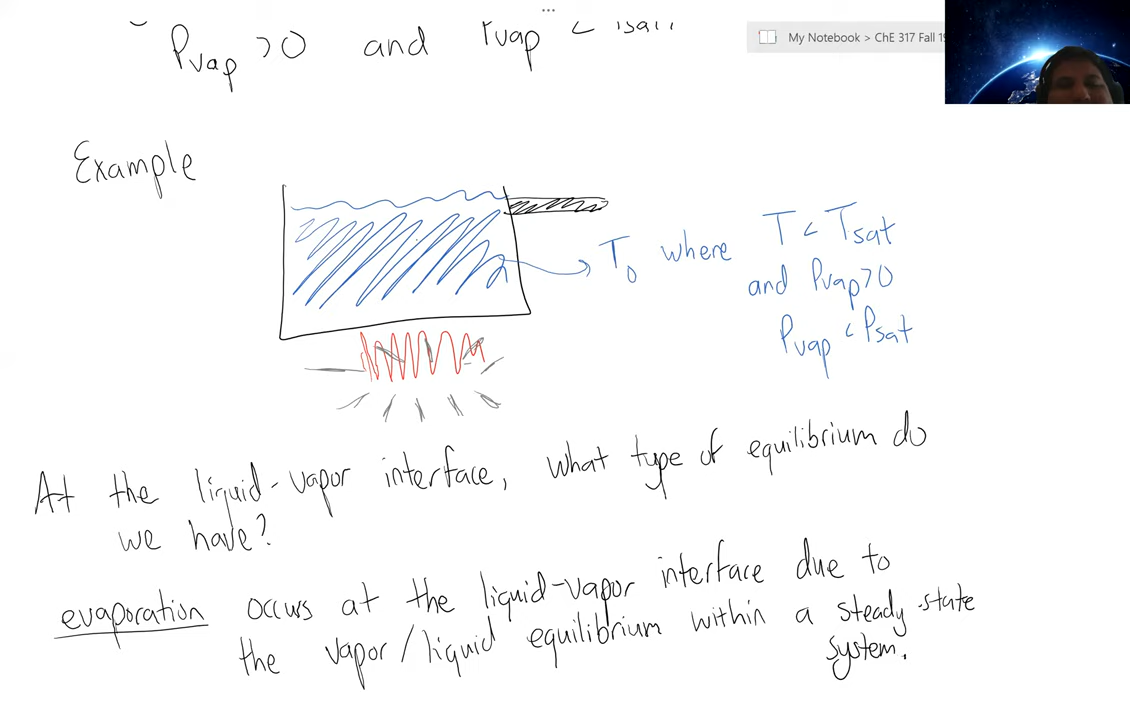 Pvap >0 and Pvap < Psat
My Notebook > ChE 317 Fall 19
Example
T0 where T < Tsat
and Pvap>0
Pvap < Psat
At the liquid-vapor interface, what type of equilibrium do
we have?
evaporation occurs at the liquid-vapor interface due to
the vapor/liquid equilibrium within a steady-state
system.